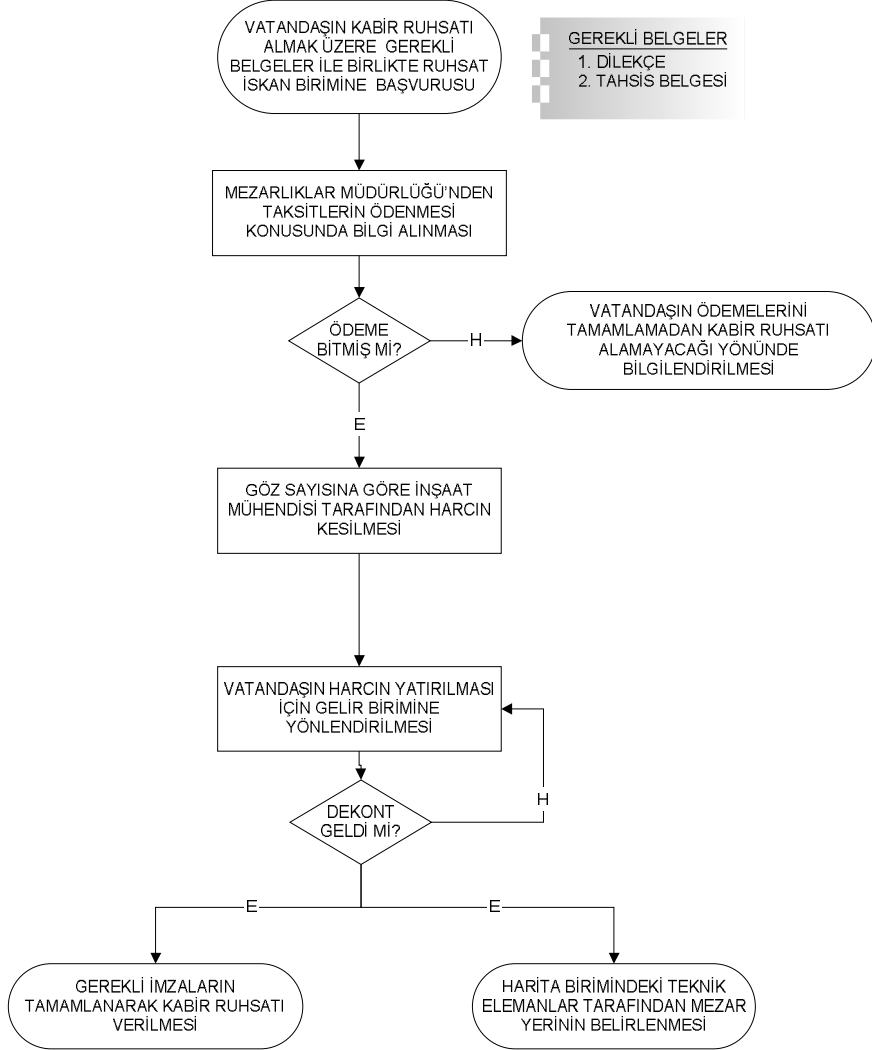 VATANDAŞIN KABİR RUHSATI
ALMAK ÜZERE GEREKLİ
BELGELER İLE BİRLİKTE RUHSAT
İSKAN BİRİMİNE BAŞVURUSU
GEREKLİ BELGELER
1. DİLEKÇE
2. TAHSİS BELGESİ
MEZARLIKLAR MÜDÜRLÜĞÜ'NDEN
TAKSİTLERİN ÖDENMESİ
KONUSUNDA BİLGİ ALINMASI
ÖDEME
BİTMİŞ Mİ?
H
VATANDAŞIN ÖDEMELERİNİ
TAMAMLAMADAN KABİR RUHSATI
ALAMAYACAĞI YÖNÜNDE
BİLGİLENDİRİLMESİ
E
GÖZ SAYISINA GÖRE İNŞAAT
MÜHENDİSİ TARAFINDAN HARCIN
KESİLMESİ
VATANDAŞIN HARCIN YATIRILMASI
İÇİN GELİR BİRİMİNE
YÖNLENDİRİLMESİ
H
DEKONT
GELDİ Mİ?
E
E
GEREKLİ İMZALARIN
TAMAMLANARAK KABİR RUHSATI
VERİLMESİ
HARİTA BİRİMİNDEKİ TEKNİK
ELEMANLAR TARAFINDAN MEZAR
YERİNİN BELİRLENMESİ